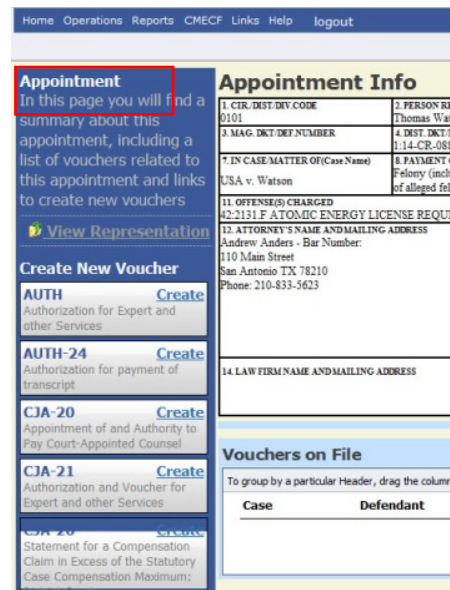 Home Operations Reports CMECF Links Help logout
Appointment
In this page you will find a
summary about this
appointment, including a
list of vouchers related to
this appointment and links
to create new vouchers
View Representation
Create New Voucher
AUTH Create
Authorization for Expert and
other Services
AUTH-24 Create
Authorization for payment of
transcript
CJA-20 Create
Appointment of and Authority to
Pay Court-Appointed Counsel
CJA-21 Create
Authorization and Voucher for
Expert and other Services
Create
Statement for a Compensation
Claim in Excess of the Statutory
Case Compensation Maximum:
Appointment Info
1. CIR./DIST/DIV.CODE
0101
2. PERSON RE
Thomas Wat
3. MAG. DKT/DEF.NUMBER
4. DIST. DKT/
1:14-CR-088
7. IN CASE/MATTER OF(Case Name)
USA v. Watson
8. PAYMENT C
Felony (inclu
of alleged fel
11. OFFENSE(S) CHARGED
42:2131.F ATOMIC ENERGY LICENSE REQUI
12. ATTORNEY'S NAME AND MAILING ADDRESS
Andrew Anders - Bar Number:
110 Main Street
San Antonio TX 78210
Phone: 210-833-5623
14. LAW FIRM NAME AND MAILING ADDRESS
Vouchers on File
To group by a particular Header, drag the column
Case Defendant